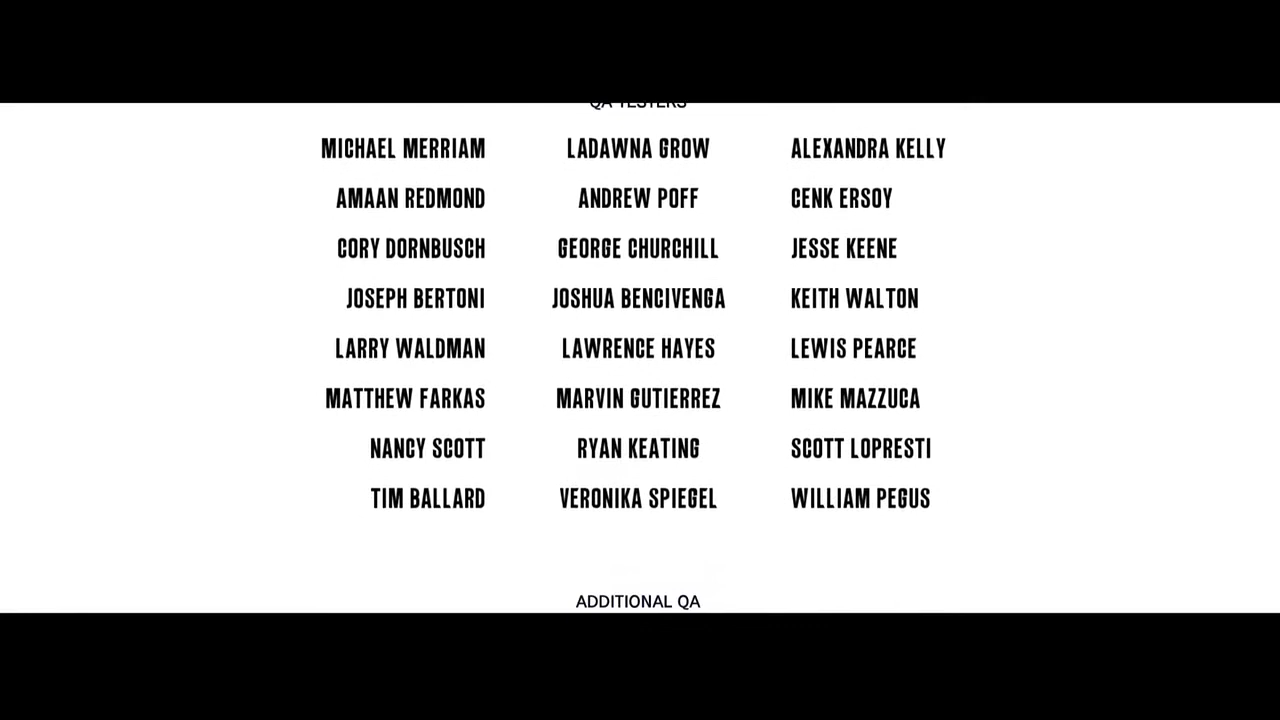 QA TESTERS
MICHAEL MERRIAM LADAWNA GROW ALEXANDRA KELLY
AMAAN REDMOND ANDREW POFF CENK ERSOY
CORY DORNBUSCH GEORGE CHURCHILL JESSE KEENE
JOSEPH BERTONI JOSHUA BENCIVENGA KEITH WALTON
LARRY WALDMAN LAWRENCE HAYES LEWIS PEARCE
MATTHEW FARKAS MARVIN GUTIERREZ MIKE MAZZUCA
NANCY SCOTT RYAN KEATING SCOTT LOPRESTI
TIM BALLARD VERONIKA SPIEGEL WILLIAM PEGUS
ADDITIONAL QA